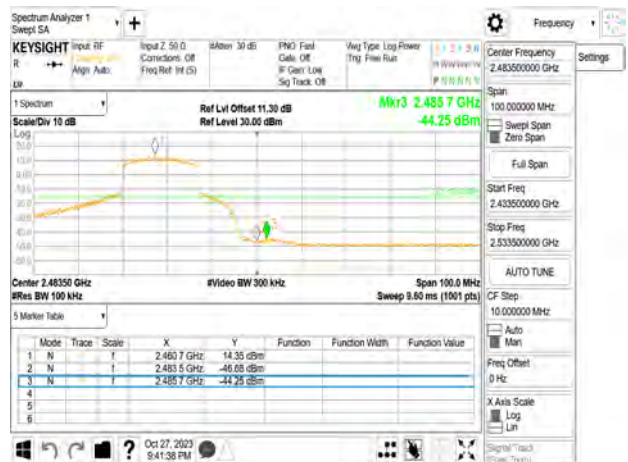 Spectrum Analyzer 1
Swept SA
Frequency
KEYSIGHT
Input: RF
Align: Auto
Input Z: 50 Ω
Corrections: Off
Freq Ref: Int (S)
#Atten: 30 dB
PNO: Fast
Gate: Off
IF Gain: Low
Sig Track: Off
Avg Type: Log-Power
Trig: Free Run
Center Frequency
2.483500000 GHz
Settings
Span
100.000000 MHz
Swept Span
Zero Span
Full Span
Start Freq
2.433500000 GHz
Stop Freq
2.533500000 GHz
AUTO TUNE
CF Step
10.000000 MHz
Auto
Man
Freq Offset
0 Hz
X Axis Scale
Log
Lin
1 Spectrum
Scale/Div 10 dB
Log
Ref Lvl Offset 11.30 dB
Ref Level 30.00 dBm
Mkr3 2.485 7 GHz
-44.25 dBm
Center 2.48350 GHz
#Res BW 100 kHz
#Video BW 300 kHz
Span 100.0 MHz
Sweep 9.60 ms (1001 pts)
5 Marker Table
Mode Trace Scale X Y Function Function Width Function Value
1 N f 2.460 7 GHz 14.35 dBm
2 N f 2.483 5 GHz -46.68 dBm
3 N f 2.485 7 GHz -44.25 dBm
4
5
6
Oct 27, 2023
9:41:38 PM